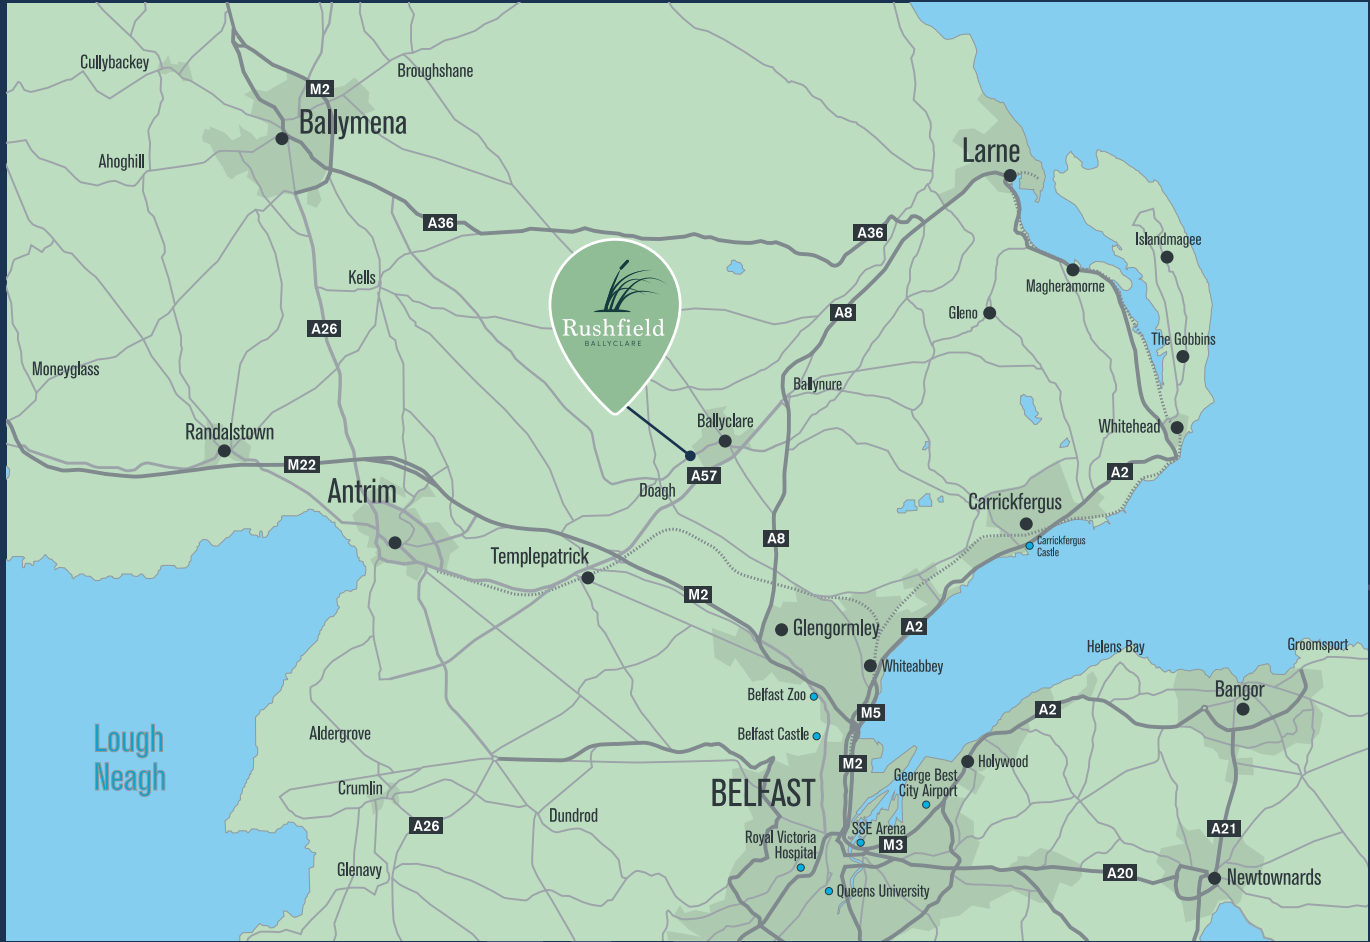 Cullybackey
Broughshane
M2
Ballymena
Ahoghill
Larne
A36
A36
Islandmagee
Kells
Magheramorne
Rushfield
BALLYCLARE
A26
A8
Gleno
The Gobbins
Moneyglass
Ballynure
Randalstown
Ballyclare
Whitehead
M22
A57
A2
Antrim
Doagh
Carrickfergus
Carrickfergus
Castle
A8
Templepatrick
M2
Glengormley
A2
Whiteabbey
Helens Bay
Groomsport
Belfast Zoo
Bangor
M5
A2
Lough
Neagh
Aldergrove
Belfast Castle
M2
Holywood
George Best
City Airport
Crumlin
BELFAST
Dundrod
A26
SSE Arena
A21
Royal Victoria
Hospital
M3
Glenavy
A20
Newtownards
Queens University